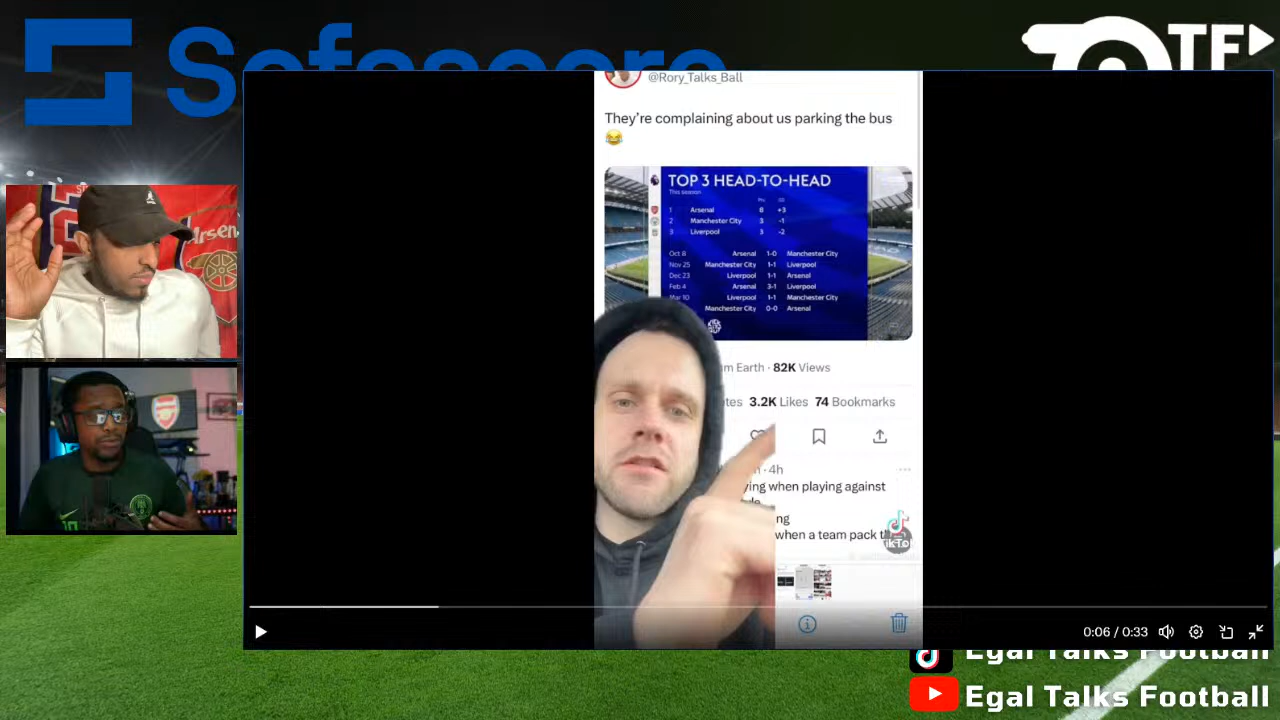 Sofascore
TF
@Rory_Talks_Ball
They're complaining about us parking the bus
😂
TOP 3 HEAD-TO-HEAD
This season
Pts GD
1 Arsenal 8 +3
2 Manchester City 3 -1
3 Liverpool 3 -2
Oct 8 Arsenal 1-0 Manchester City
Nov 25 Manchester City 1-1 Liverpool
Dec 23 Liverpool 1-1 Arsenal
Feb 4 Arsenal 3-1 Liverpool
Mar 10 Liverpool 1-1 Manchester City
Manchester City 0-0 Arsenal
Earth · 82K Views
3.2K Likes 74 Bookmarks
· 4h
ying when playing against
ng
when a team pack
Arsenal
0:06 / 0:33
Egal Talks Football
Egal Talks Football